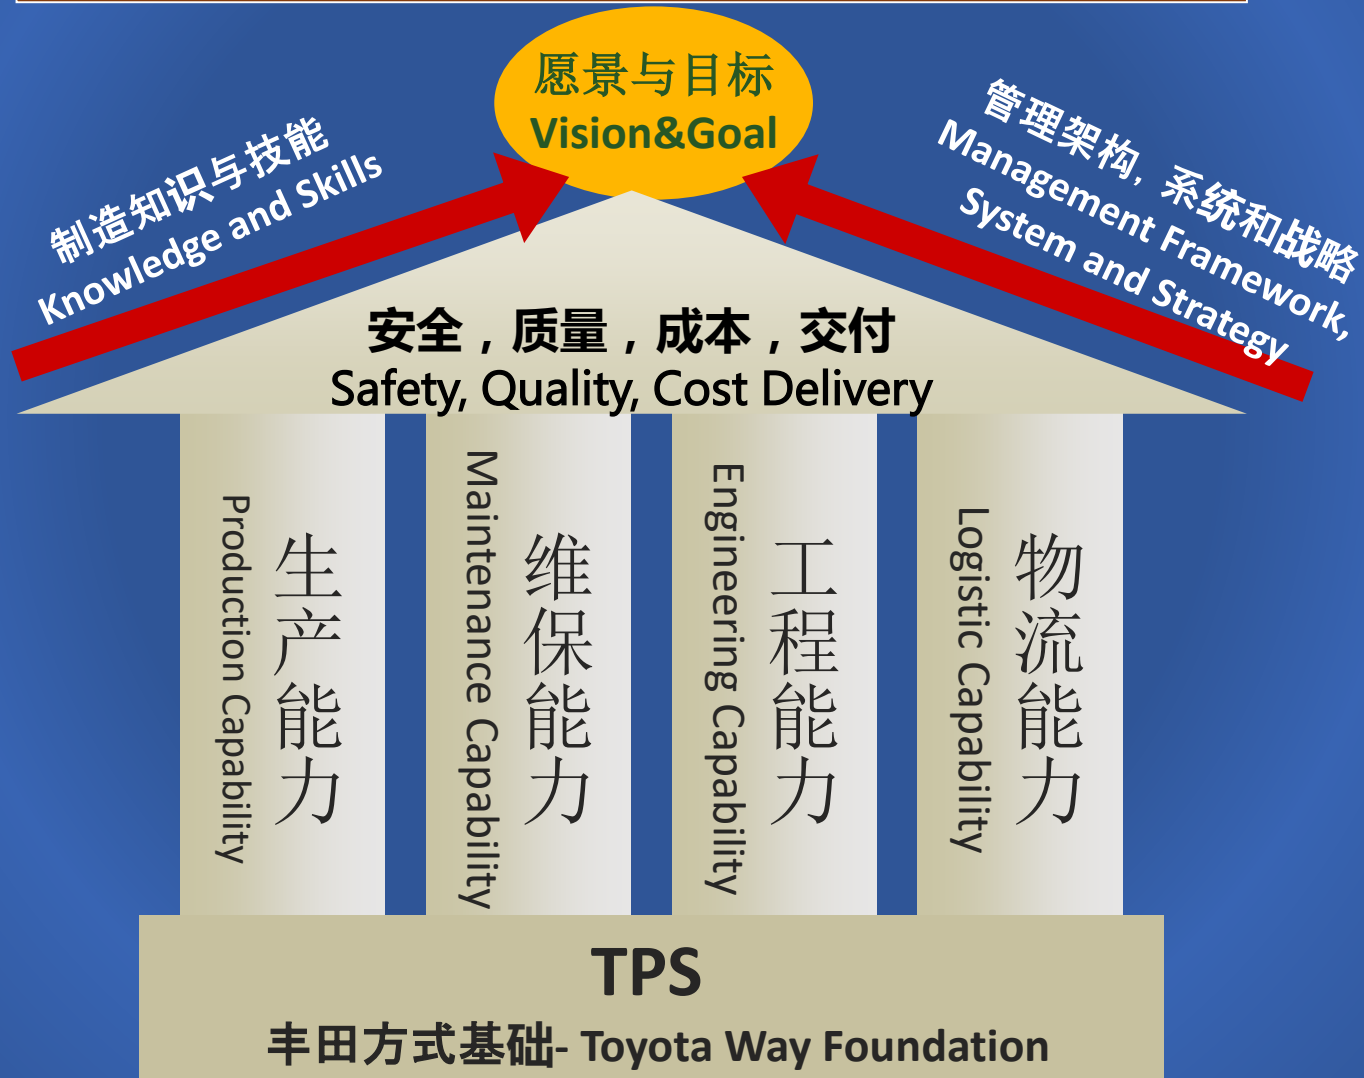 愿景与目标
Vision&Goal
制造知识与技能
Knowledge and Skills
管理架构, 系统和战略
Management Framework,
System and Strategy
安全，质量，成本，交付
Safety, Quality, Cost Delivery
Production Capability
生产能力
Maintenance Capability
维保能力
Engineering Capability
工程能力
Logistic Capability
物流能力
TPS
丰田方式基础- Toyota Way Foundation